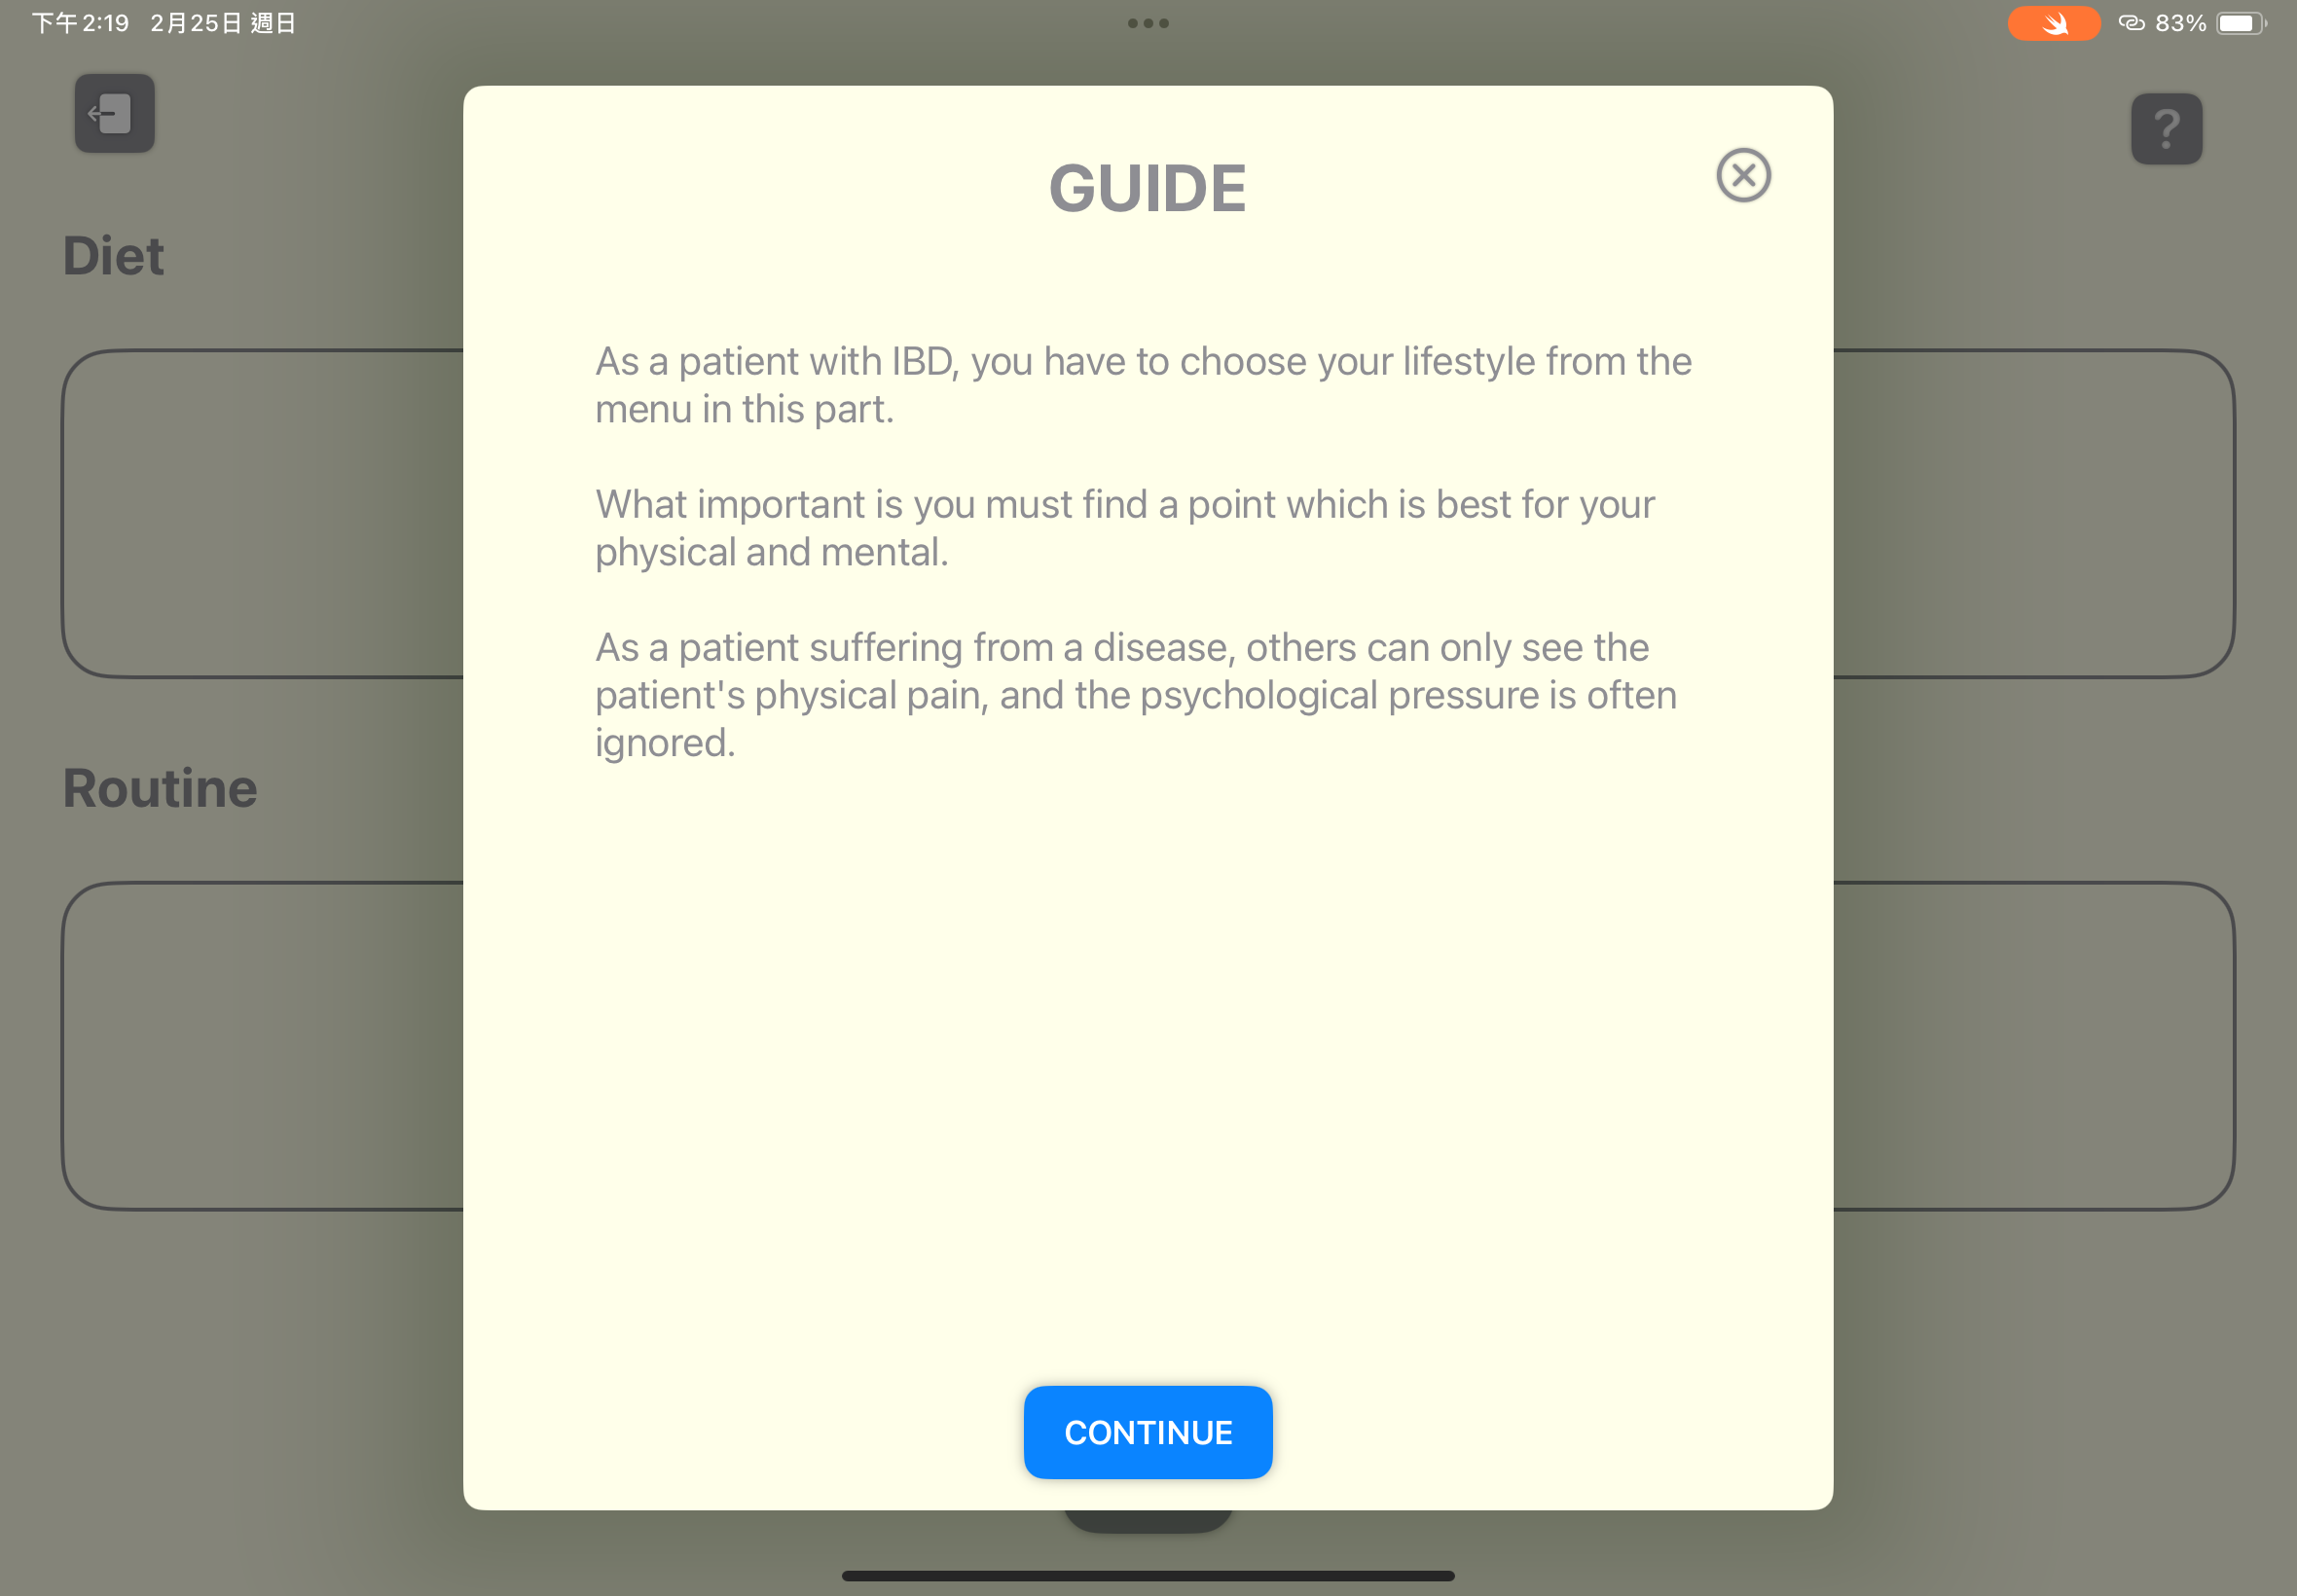 下午2:19 2月25日 週日
83%
?
GUIDE
Diet
As a patient with IBD, you have to choose your lifestyle from the
menu in this part.
What important is you must find a point which is best for your
physical and mental.
As a patient suffering from a disease, others can only see the
patient's physical pain, and the psychological pressure is often
ignored.
Routine
CONTINUE